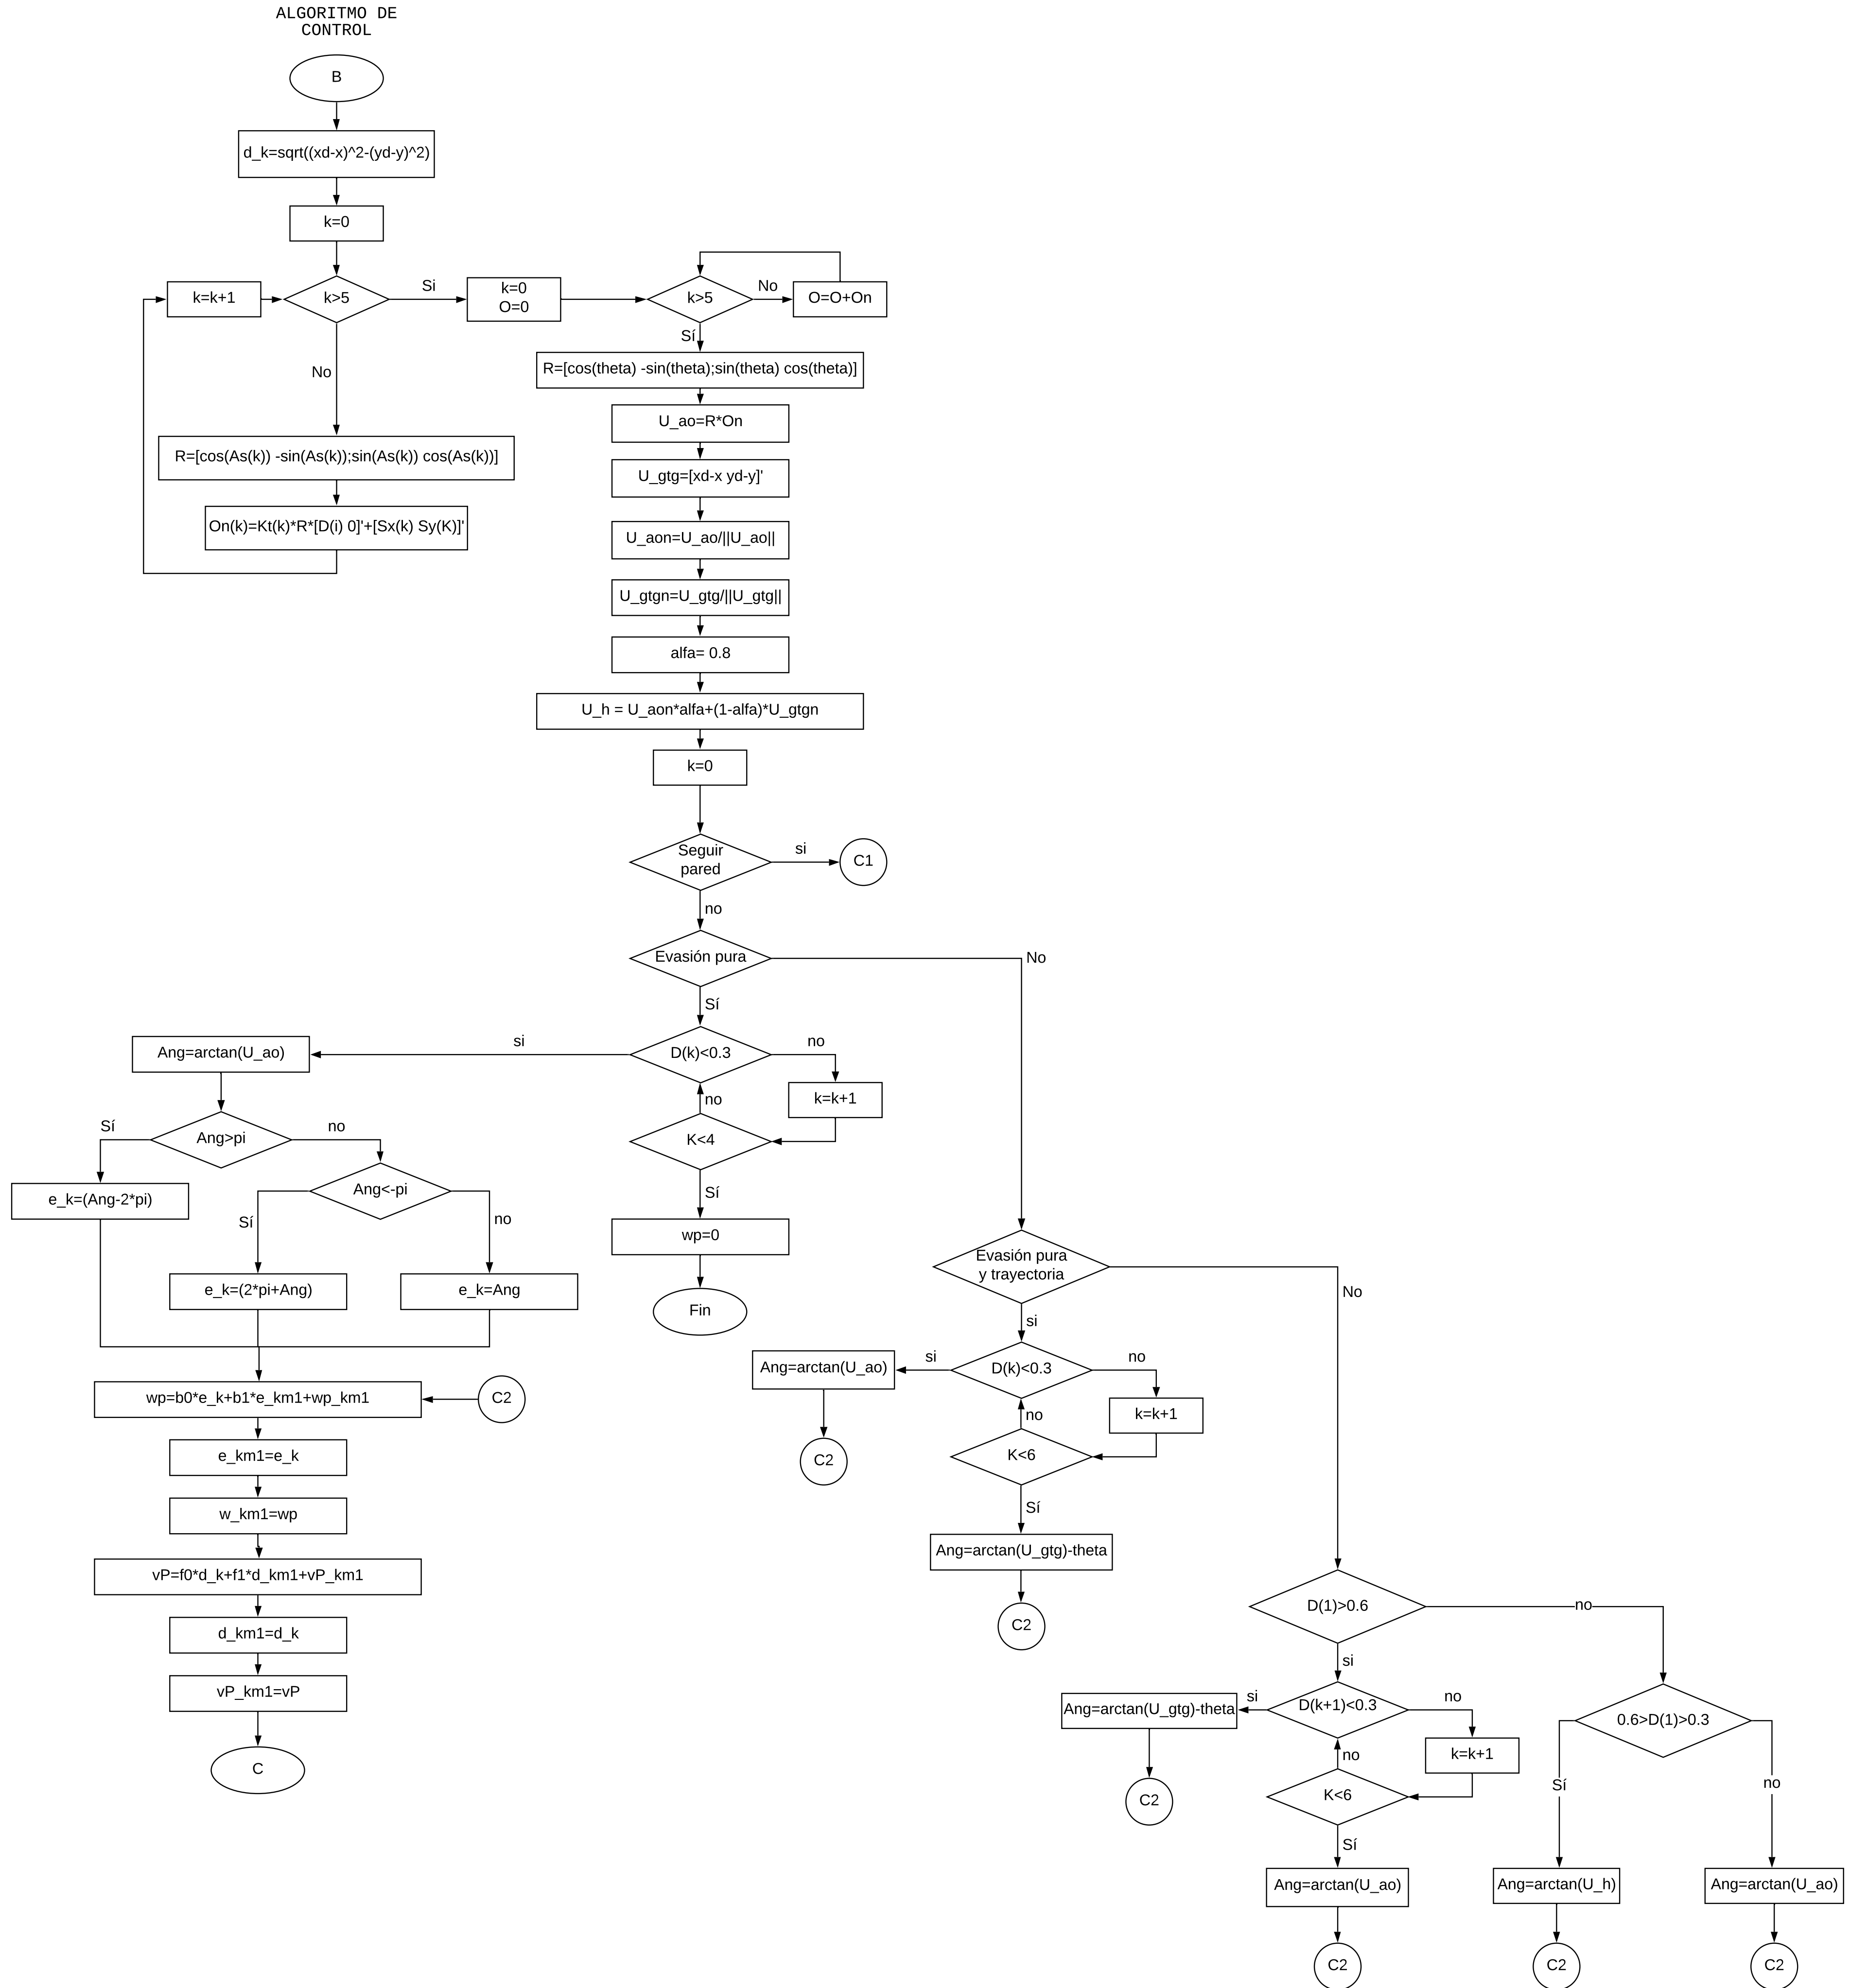 ALGORITMO DE
CONTROL
B
d_k=sqrt((xd-x)^2-(yd-y)^2)
k=0
k=k+1
k>5
Si
k=0
O=0
k>5
No
O=O+On
Sí
No
R=[cos(theta) -sin(theta);sin(theta) cos(theta)]
U_ao=R*On
R=[cos(As(k)) -sin(As(k));sin(As(k)) cos(As(k))]
U_gtg=[xd-x yd-y]'
On(k)=Kt(k)*R*[D(i) 0]'+[Sx(k) Sy(K)]'
U_aon=U_ao/||U_ao||
U_gtgn=U_gtg/||U_gtg||
alfa= 0.8
U_h = U_aon*alfa+(1-alfa)*U_gtgn
k=0
Seguir
pared
si
C1
no
Evasión pura
No
Sí
D(k)<0.3
si
no
Ang=arctan(U_ao)
k=k+1
no
K<4
Sí
wp=0
Fin
Ang>pi
Sí
no
e_k=(Ang-2*pi)
Ang<-pi
Sí
no
e_k=(2*pi+Ang)
e_k=Ang
wp=b0*e_k+b1*e_km1+wp_km1
C2
e_km1=e_k
w_km1=wp
vP=f0*d_k+f1*d_km1+vP_km1
d_km1=d_k
vP_km1=vP
C
Evasión pura
y trayectoria
No
si
D(k)<0.3
si
no
Ang=arctan(U_ao)
C2
k=k+1
no
K<6
Sí
Ang=arctan(U_gtg)-theta
C2
D(1)>0.6
no
si
D(k+1)<0.3
si
no
Ang=arctan(U_gtg)-theta
C2
k=k+1
no
K<6
Sí
Ang=arctan(U_ao)
C2
0.6>D(1)>0.3
Sí
no
Ang=arctan(U_h)
Ang=arctan(U_ao)
C2
C2